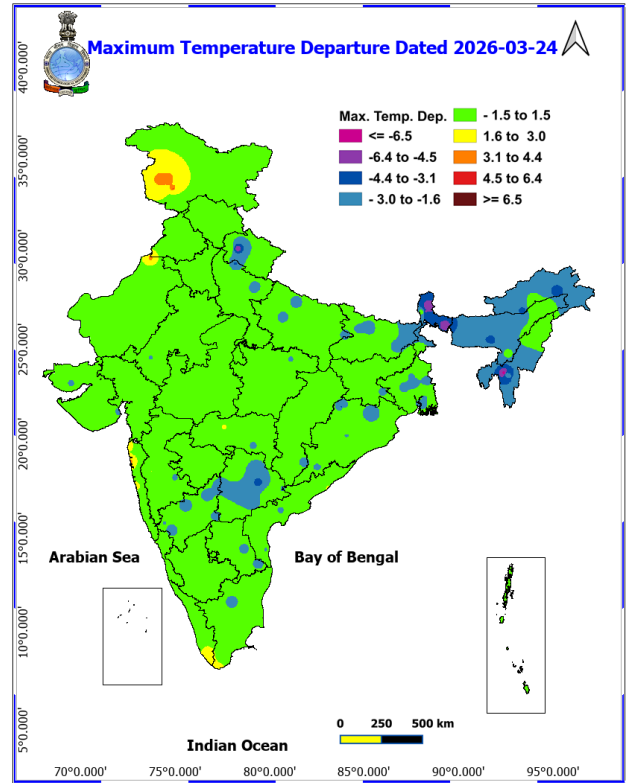 Maximum Temperature Departure Dated 2026-03-24
Max. Temp. Dep.
<= -6.5
-6.4 to -4.5
-4.4 to -3.1
- 3.0 to -1.6
- 1.5 to 1.5
1.6 to 3.0
3.1 to 4.4
4.5 to 6.4
>= 6.5
40°0.000'
35°0.000'
30°0.000'
25°0.000'
20°0.000'
15°0.000'
10°0.000'
5°0.000'
Arabian Sea
Bay of Bengal
Indian Ocean
0 250 500 km
70°0.000' 75°0.000' 80°0.000' 85°0.000' 90°0.000' 95°0.000'